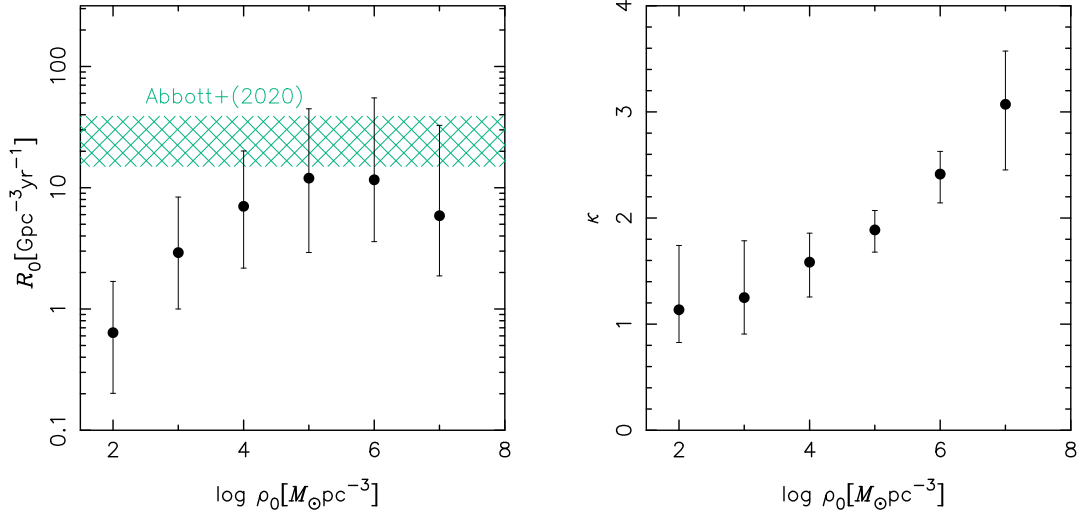 100
10
1
0.1
R₀[Gpc⁻³yr⁻¹]
Abbott+(2020)
2 4 6 8
log ρ₀[M☉pc⁻³]
4
3
2
1
0
κ
2 4 6 8
log ρ₀[M☉pc⁻³]